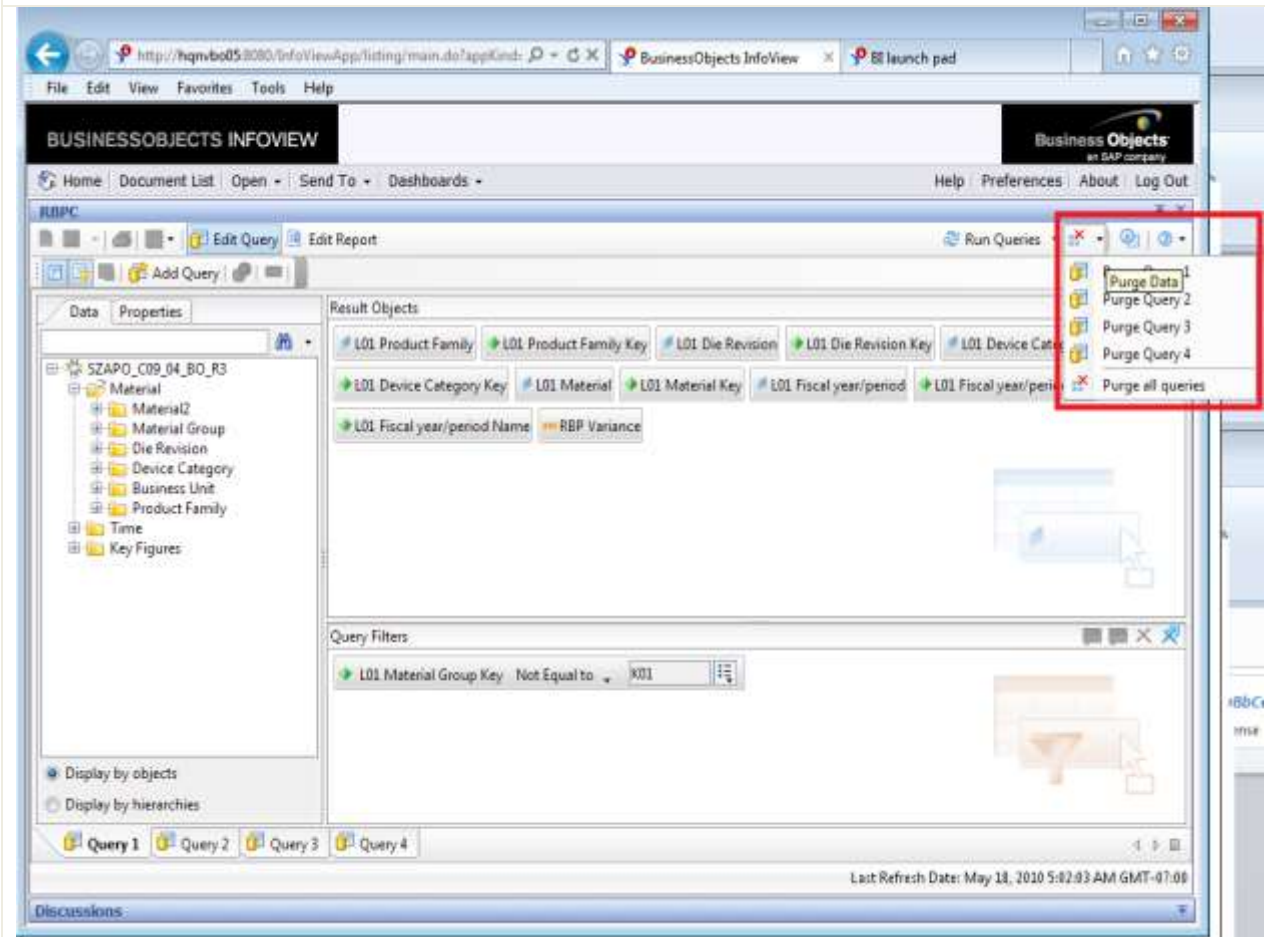 http://hqnvbo05:8080/InfoViewApp/listing/main.do?appKind=
BusinessObjects InfoView
BI launch pad
File Edit View Favorites Tools Help
BUSINESSOBJECTS INFOVIEW
Business Objects
an SAP company
Home Document List Open Send To Dashboards
Help Preferences About Log Out
RBPC
Edit Query Edit Report
Run Queries
Add Query
Purge Data
Purge Query 2
Purge Query 3
Purge Query 4
Purge all queries
Data Properties
SZAPO_C09_04_BO_R3
Material
Material2
Material Group
Die Revision
Device Category
Business Unit
Product Family
Time
Key Figures
Display by objects
Display by hierarchies
Result Objects
L01 Product Family L01 Product Family Key L01 Die Revision L01 Die Revision Key L01 Device Cate
L01 Device Category Key L01 Material L01 Material Key L01 Fiscal year/period L01 Fiscal year/perio
L01 Fiscal year/period Name RBP Variance
Query Filters
L01 Material Group Key Not Equal to K01
Query 1 Query 2 Query 3 Query 4
Last Refresh Date: May 18, 2010 5:02:03 AM GMT-07:00
Discussions